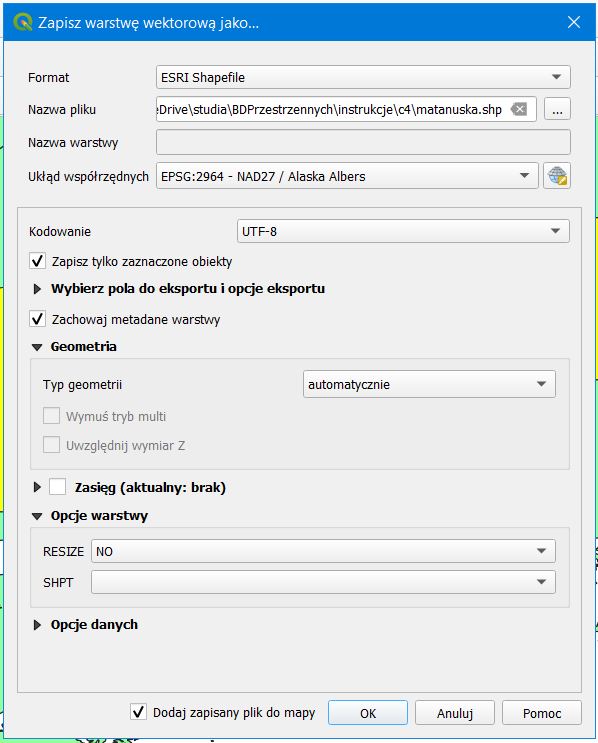 Zapisz warstwę wektorową jako...
Format ESRI Shapefile
Nazwa pliku eDrive\studia\BDPrzestrzennych\instrukcje\c4\matanuska.shp ...
Nazwa warstwy
Układ współrzędnych EPSG:2964 - NAD27 / Alaska Albers
Kodowanie UTF-8
Zapisz tylko zaznaczone obiekty
Wybierz pola do eksportu i opcje eksportu
Zachowaj metadane warstwy
Geometria
Typ geometrii automatycznie
Wymuś tryb multi
Uwzględnij wymiar Z
Zasięg (aktualny: brak)
Opcje warstwy
RESIZE NO
SHPT
Opcje danych
Dodaj zapisany plik do mapy OK Anuluj Pomoc